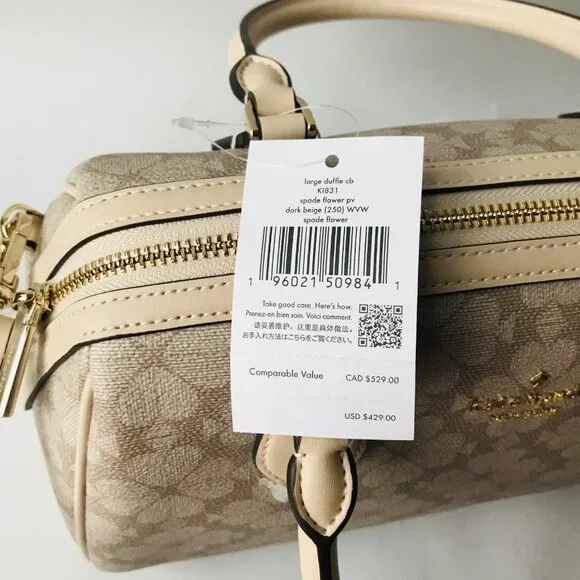 large duffle cb
KI831
spade flower pv
dark beige (250) WVW
spade flower
1 96021 50984 1
Take good care. Here's how.
Prenez-en bien soin. Voici comment.
请妥善维护。这里是具体做法。
お手入れ方法はこちらをご覧ください
Comparable Value CAD $529.00
USD $429.00